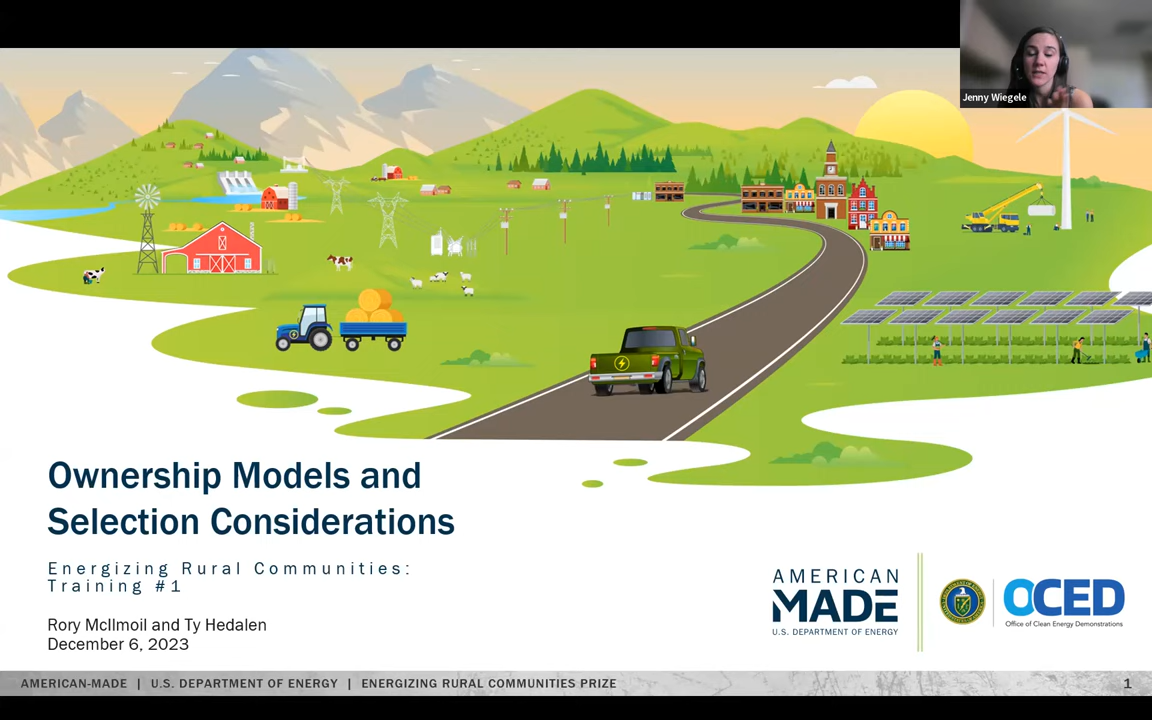 Jenny Wiegele
Ownership Models and
Selection Considerations
Energizing Rural Communities:
Training #1
Rory McIlmoil and Ty Hedalen
December 6, 2023
AMERICAN
MADE
U.S. DEPARTMENT OF ENERGY
OCED
Office of Clean Energy Demonstrations
AMERICAN-MADE | U.S. DEPARTMENT OF ENERGY | ENERGIZING RURAL COMMUNITIES PRIZE
1